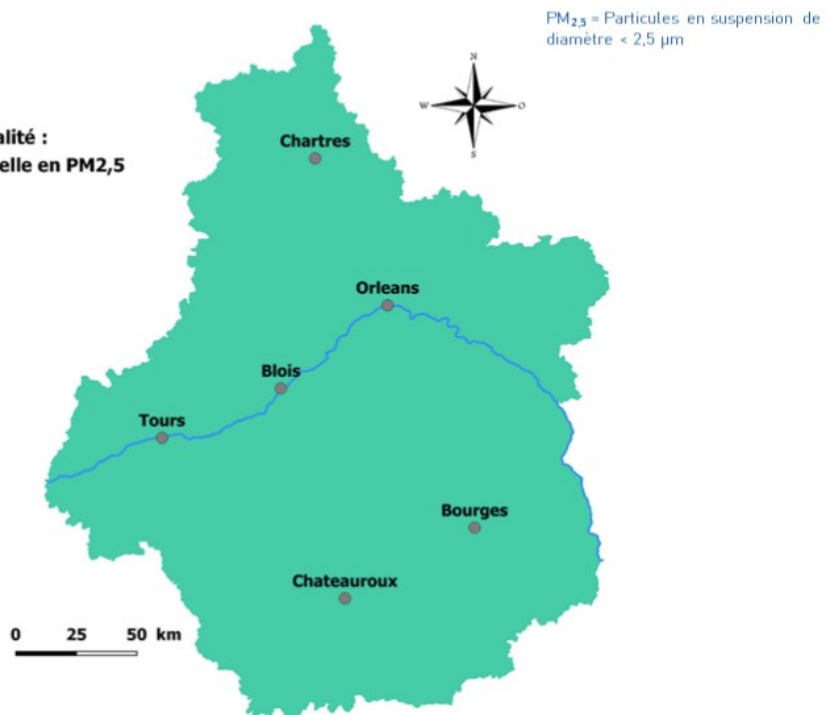 PM2,5 = Particules en suspension de
diamètre < 2,5 µm
N
W
O
S
alité :
elle en PM2,5
Chartres
Orleans
Blois
Tours
Bourges
Chateauroux
0 25 50 km